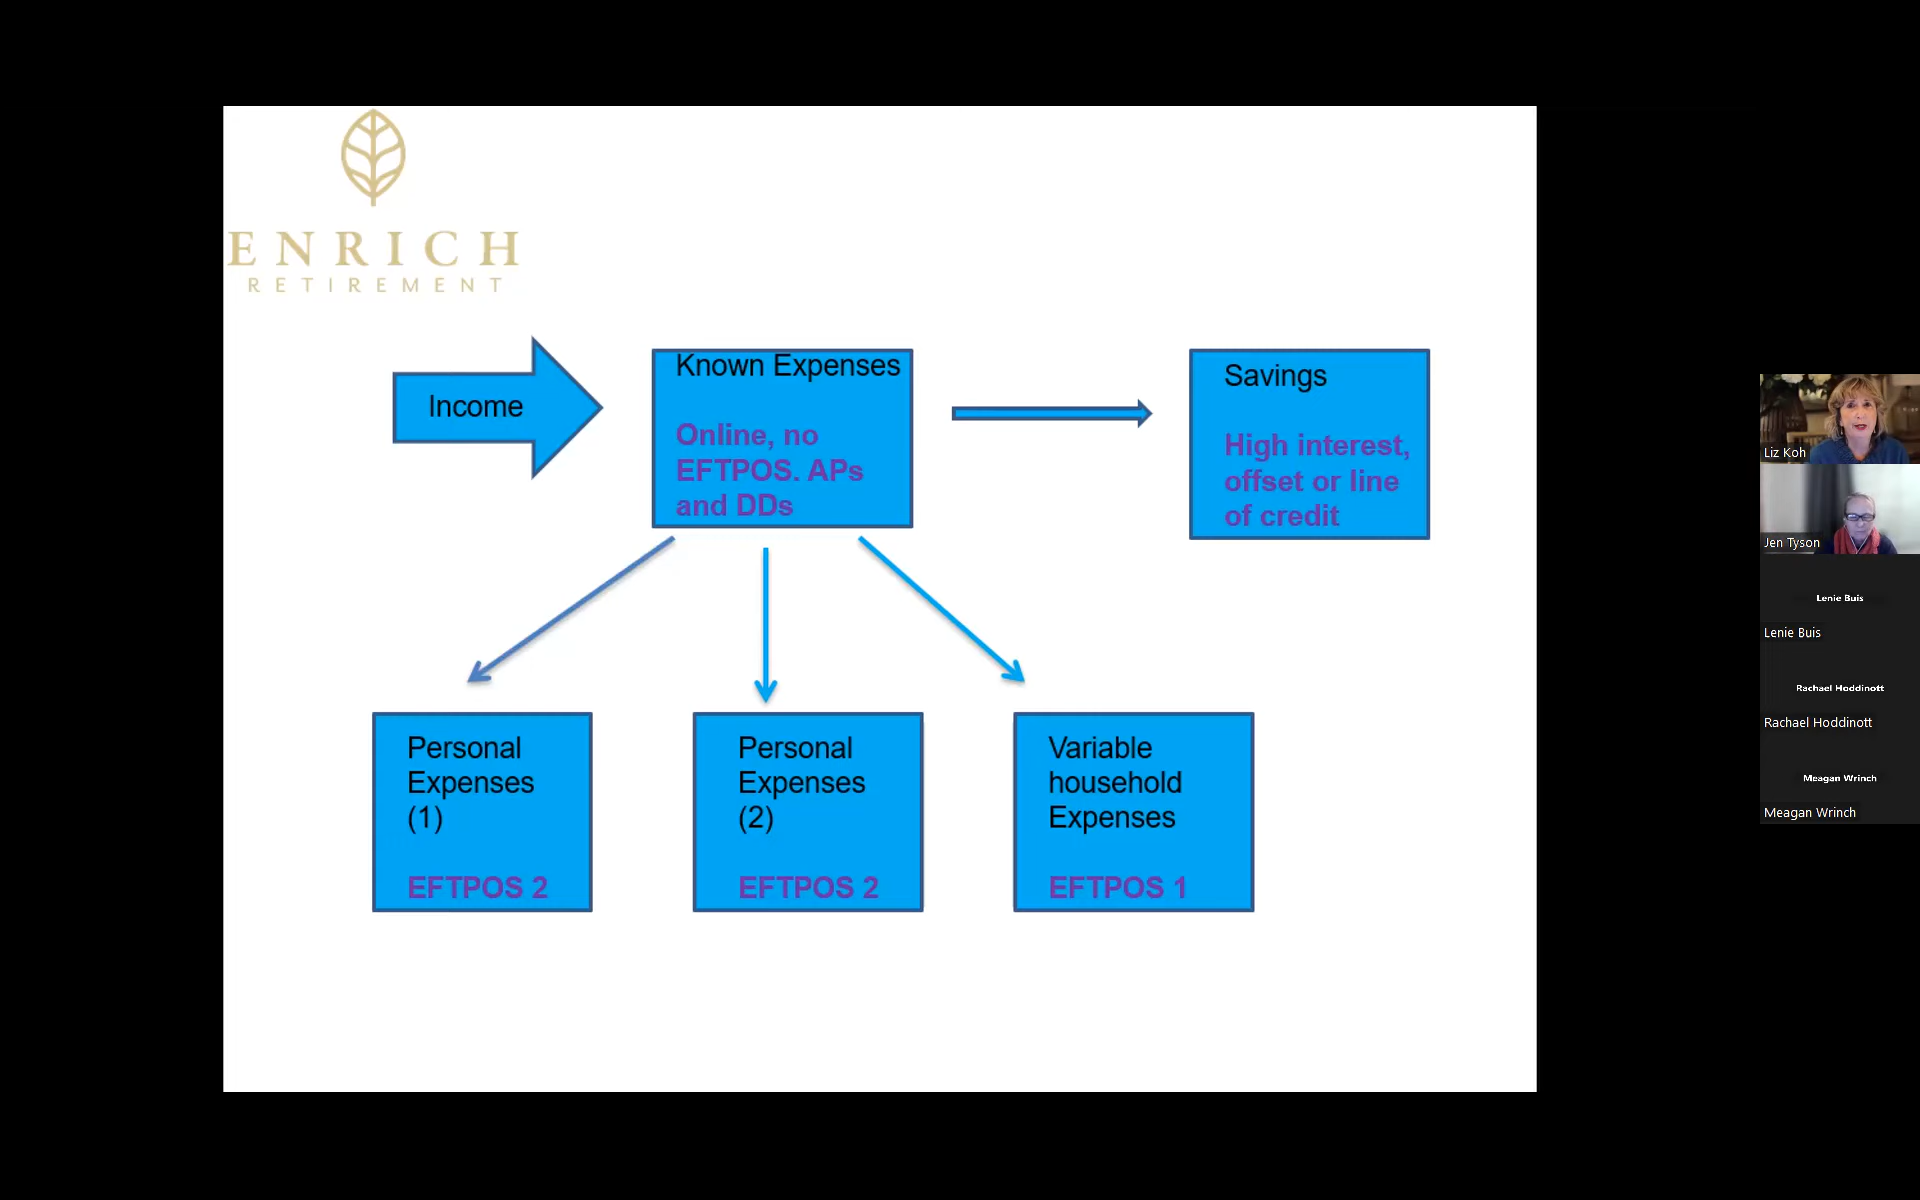 ENRICH
RETIREMENT
Income
Known Expenses
Online, no
EFTPOS. APs
and DDs
Savings
High interest,
offset or line
of credit
Personal
Expenses
(1)
EFTPOS 2
Personal
Expenses
(2)
EFTPOS 2
Variable
household
Expenses
EFTPOS 1
Liz Koh
Jen Tyson
Lenie Buis
Lenie Buis
Rachael Hoddinott
Rachael Hoddinott
Meagan Wrinch
Meagan Wrinch